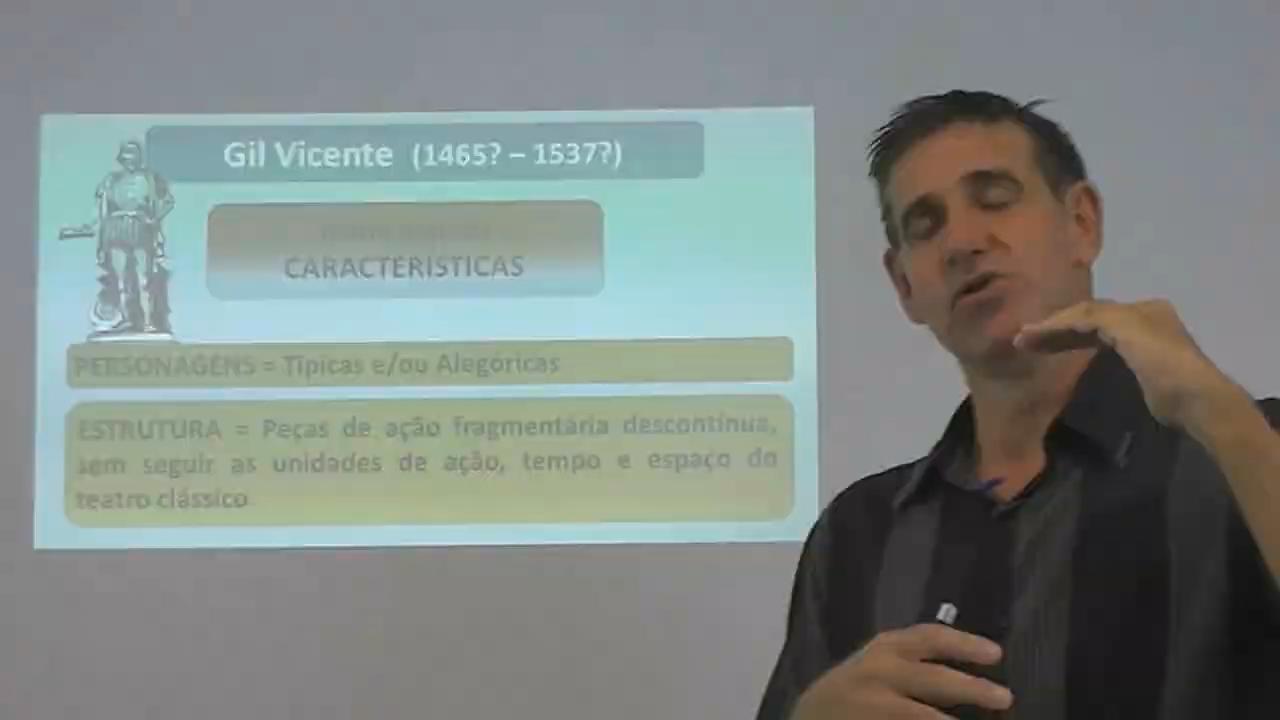 Gil Vicente (1465? – 1537?)
CARACTERÍSTICAS
PERSONAGENS = Típicas e/ou Alegóricas
ESTRUTURA = Peças de ação fragmentária descontínua,
sem seguir as unidades de ação, tempo e espaço do
teatro clássico